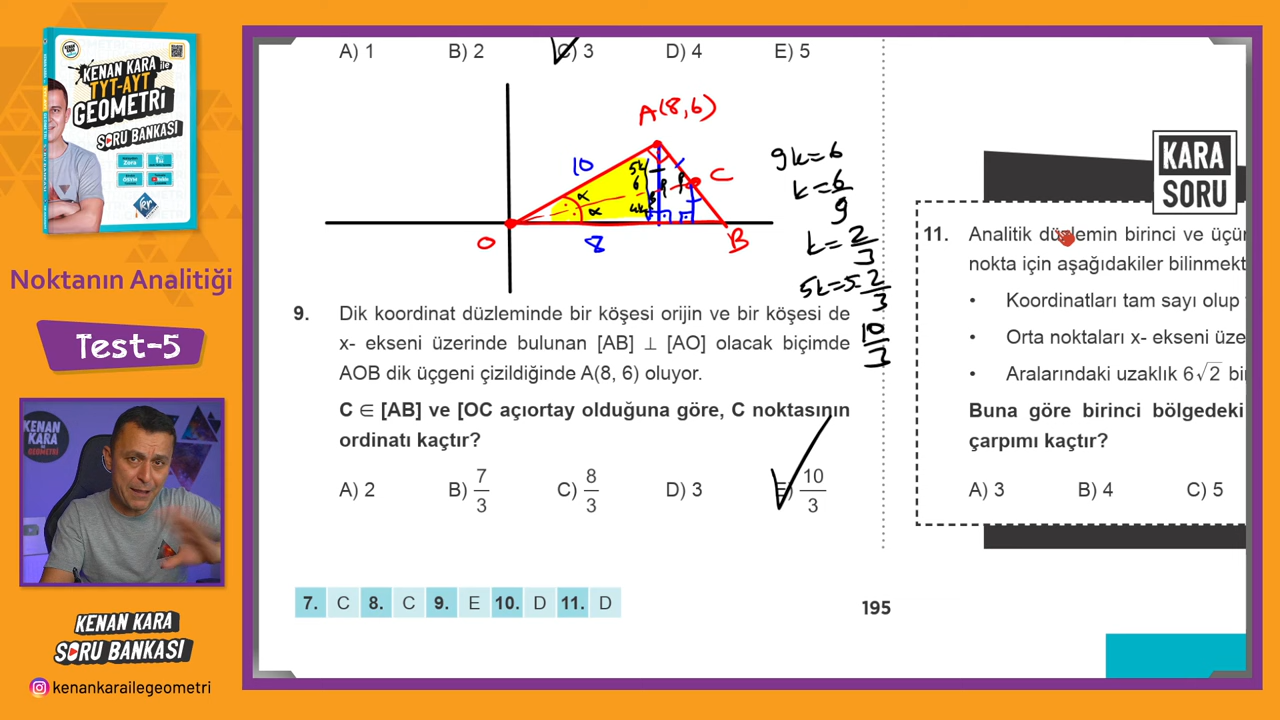 KENAN KARA ile
TYT-AYT
GEOMETRİ
SORU BANKASI
Noktanın Analitiği
Test-5
KENAN KARA
GEOMETRİ
KENAN KARA
SORU BANKASI
kenankarailegeometri
A) 1 B) 2 C) 3 D) 4 E) 5
A(8,6)
10
α
α
5k
6
4k
C
O
8
B
9k=6
k=6/9
k=2/3
5k=5.2/3
10/3
9. Dik koordinat düzleminde bir köşesi orijin ve bir köşesi de
x- ekseni üzerinde bulunan [AB] ⊥ [AO] olacak biçimde
AOB dik üçgeni çizildiğinde A(8, 6) oluyor.
C ∈ [AB] ve [OC açıortay olduğuna göre, C noktasının
ordinatı kaçtır?
A) 2 B) 7/3 C) 8/3 D) 3 E) 10/3
7. C 8. C 9. E 10. D 11. D
195
KARA
SORU
11. Analitik düzlemin birinci ve üçün
nokta için aşağıdakiler bilinmekt
• Koordinatları tam sayı olup
• Orta noktaları x- ekseni üze
• Aralarındaki uzaklık 6√2 bi
Buna göre birinci bölgedeki
çarpımı kaçtır?
A) 3 B) 4 C) 5